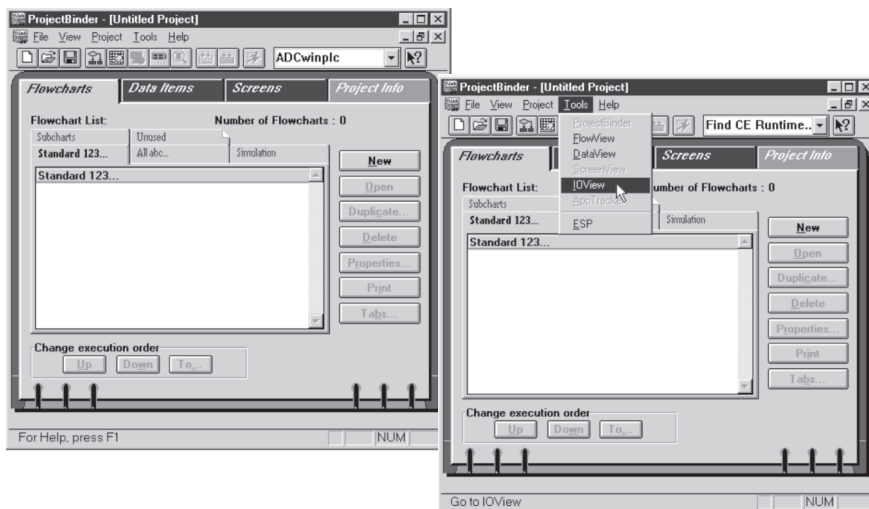 ProjectBinder - [Untitled Project]
File View Project Tools Help
ADCwinplc
Flowcharts Data Items Screens Project Info
Flowchart List: Number of Flowcharts : 0
Subcharts Unused
Standard 123... All abc... Simulation
Standard 123...
New
Open
Duplicate...
Delete
Properties...
Print
Tabs...
Change execution order
Up Down To...
For Help, press F1 NUM
ProjectBinder - [Untitled Project]
File View Project Tools Help
Find CE Runtime..
ProjectBinder
FlowView
DataView
ScreenView
IOView
AppTracker
ESP
Flowcharts Screens Project Info
Flowchart List: umber of Flowcharts : 0
Subcharts
Standard 123... Simulation
Standard 123...
New
Open
Duplicate...
Delete
Properties...
Print
Tabs...
Change execution order
Up Down To...
Go to IOView NUM